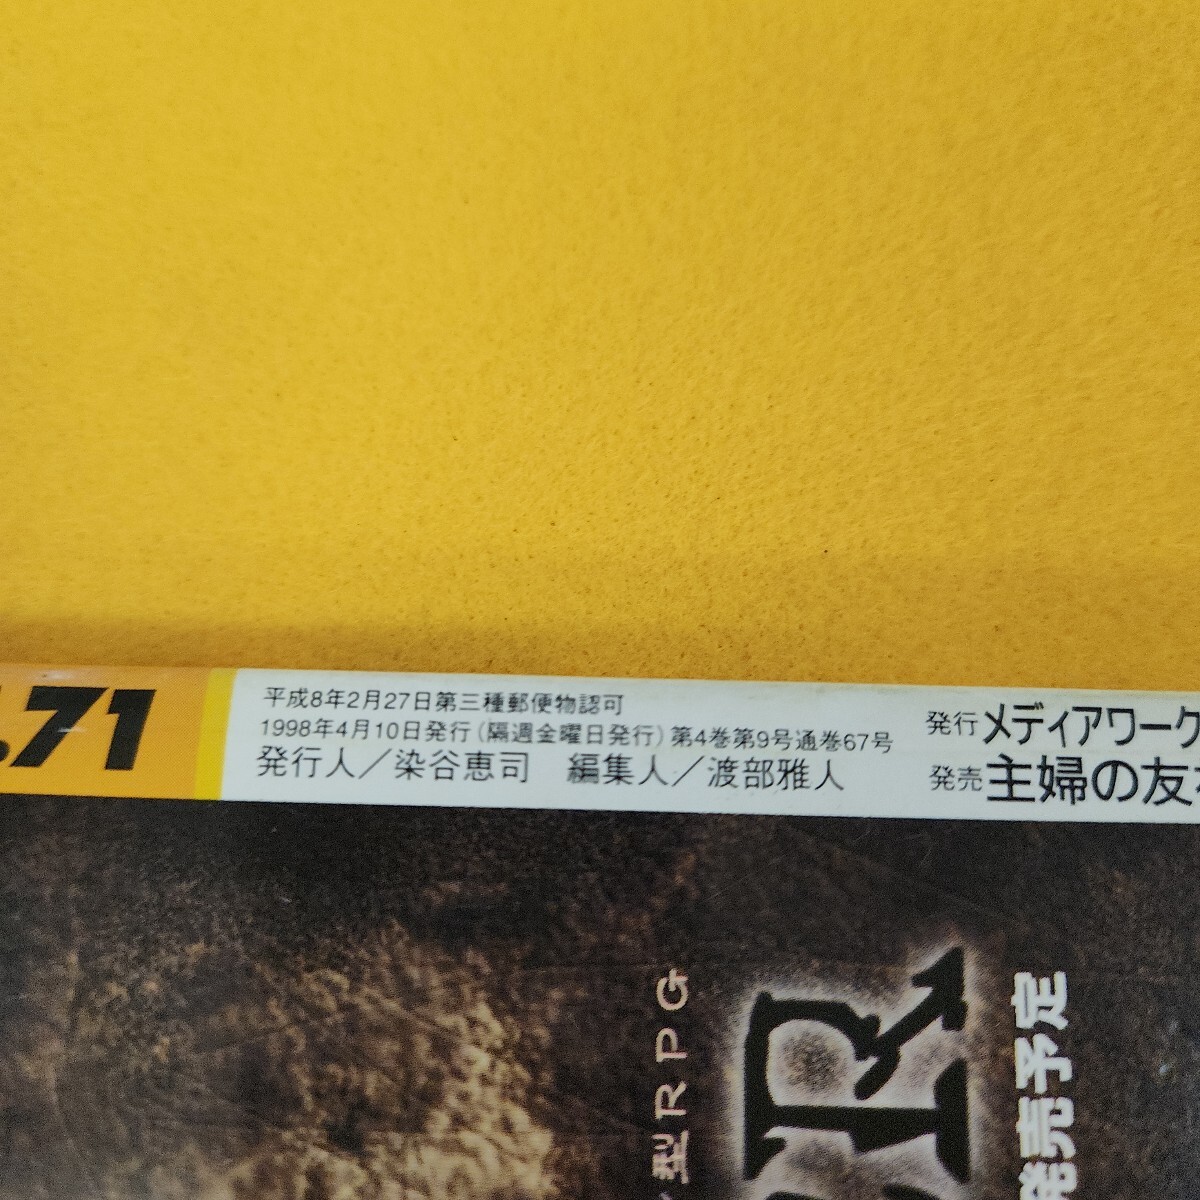 .71
平成8年2月27日第三種郵便物認可
1998年4月10日発行(隔週金曜日発行)第4巻第9号通巻67号
発行人/染谷恵司 編集人/渡部雅人
発行 メディアワーク
発売 主婦の友
型RPG
R
発売予定